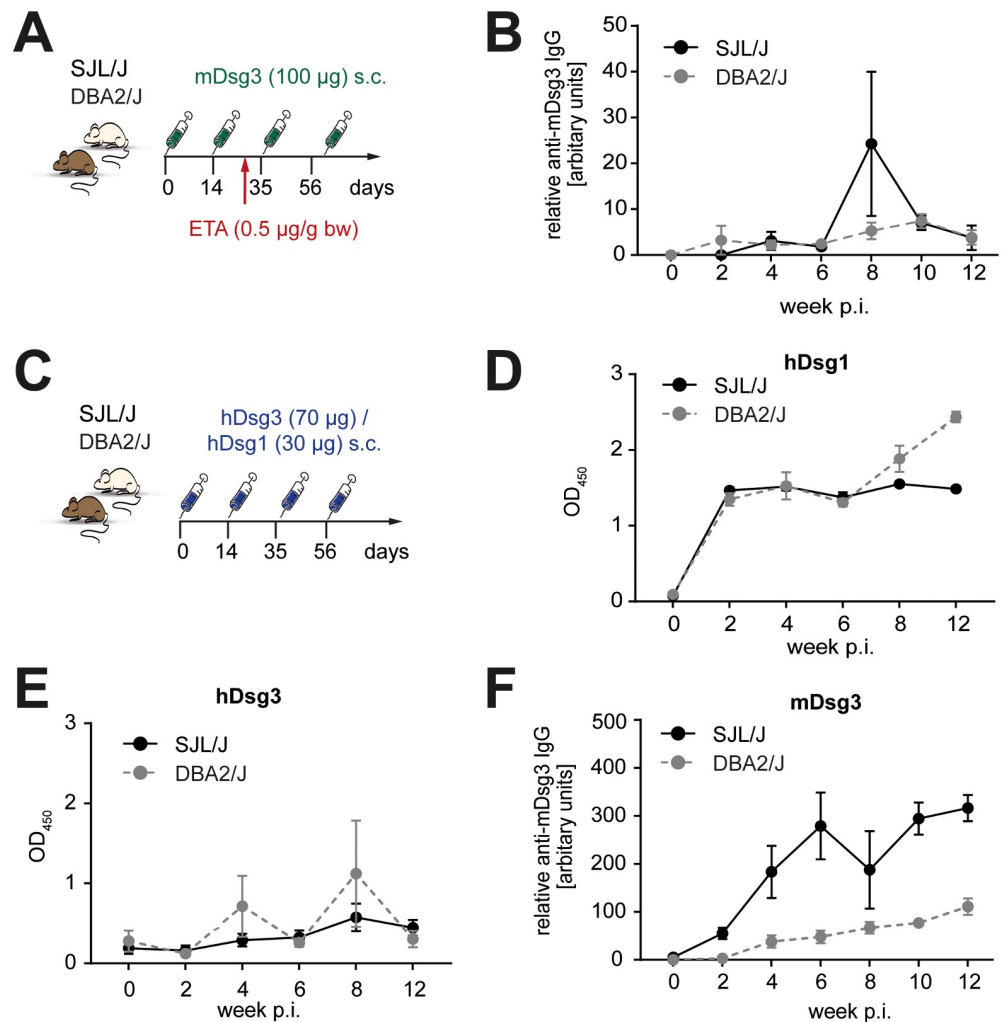 A
SJL/J
DBA2/J
mDsg3 (100 µg) s.c.
0 14 35 56 days
ETA (0.5 µg/g bw)
B
relative anti-mDsg3 IgG
[arbitary units]
50
40
30
20
10
0
SJL/J
DBA2/J
0 2 4 6 8 10 12
week p.i.
C
SJL/J
DBA2/J
hDsg3 (70 µg) /
hDsg1 (30 µg) s.c.
0 14 35 56 days
D
hDsg1
OD450
3
2
1
0
SJL/J
DBA2/J
0 2 4 6 8 12
week p.i.
E
hDsg3
OD450
3
2
1
0
SJL/J
DBA2/J
0 2 4 6 8 12
week p.i.
F
mDsg3
relative anti-mDsg3 IgG
[arbitary units]
500
400
300
200
100
0
SJL/J
DBA2/J
0 2 4 6 8 10 12
week p.i.